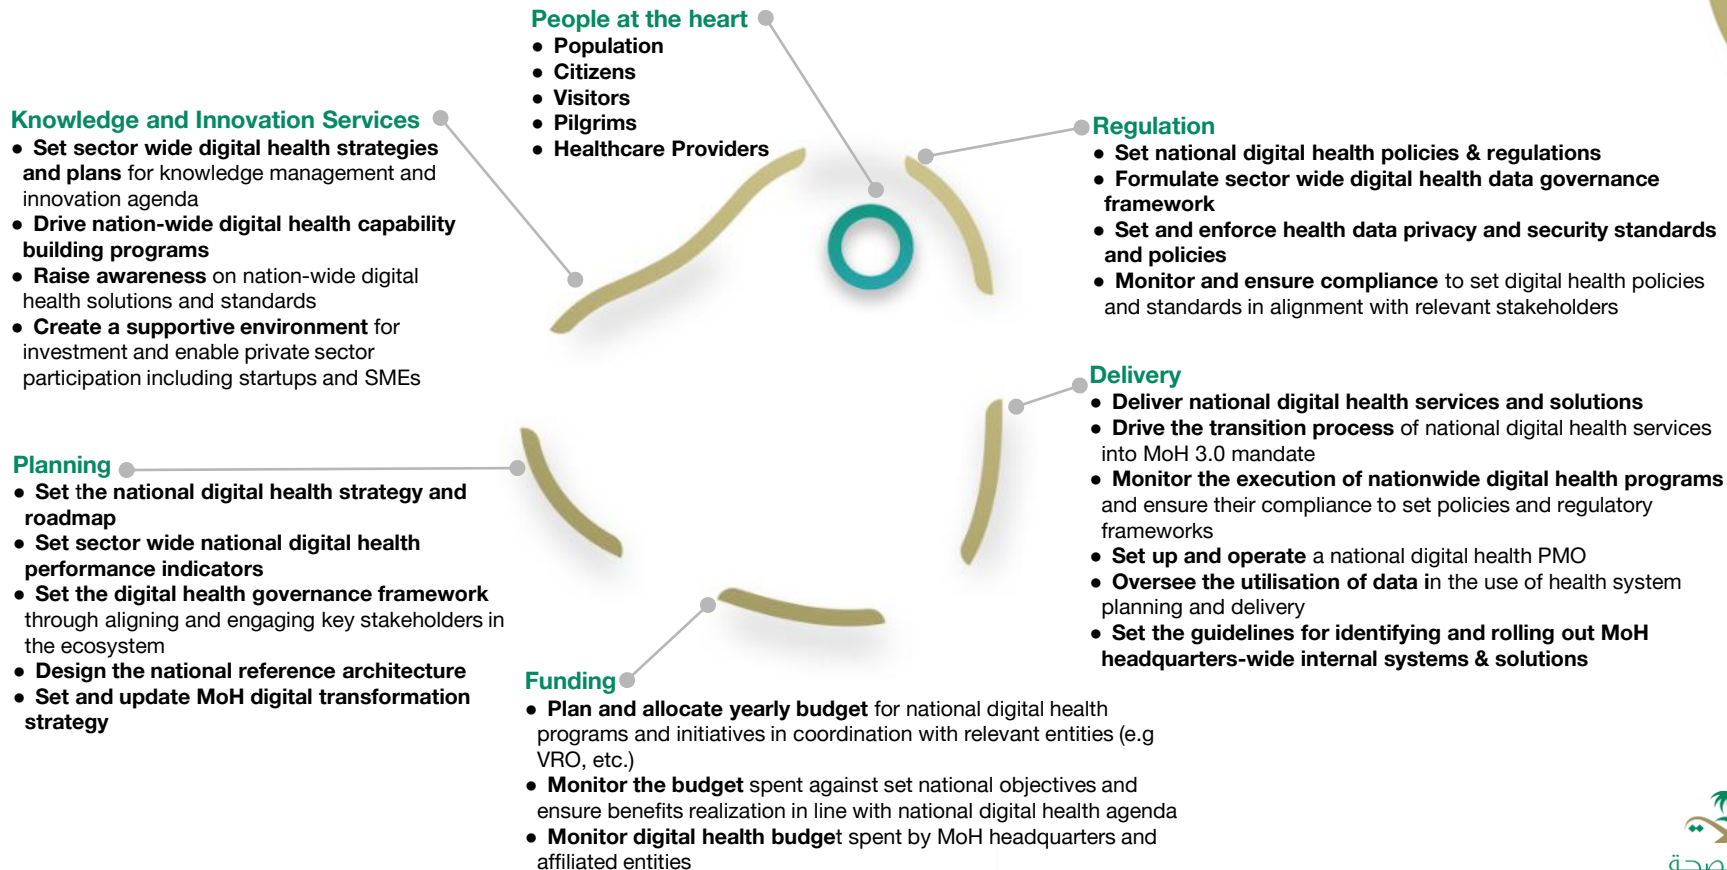 People at the heart
● Population
● Citizens
● Visitors
● Pilgrims
● Healthcare Providers
Knowledge and Innovation Services
● Set sector wide digital health strategies
and plans for knowledge management and
innovation agenda
● Drive nation-wide digital health capability
building programs
● Raise awareness on nation-wide digital
health solutions and standards
● Create a supportive environment for
investment and enable private sector
participation including startups and SMEs
Regulation
● Set national digital health policies & regulations
● Formulate sector wide digital health data governance
framework
● Set and enforce health data privacy and security standards
and policies
● Monitor and ensure compliance to set digital health policies
and standards in alignment with relevant stakeholders
Delivery
● Deliver national digital health services and solutions
● Drive the transition process of national digital health services
into MoH 3.0 mandate
● Monitor the execution of nationwide digital health programs
and ensure their compliance to set policies and regulatory
frameworks
● Set up and operate a national digital health PMO
● Oversee the utilisation of data in the use of health system
planning and delivery
● Set the guidelines for identifying and rolling out MoH
headquarters-wide internal systems & solutions
Planning
● Set the national digital health strategy and
roadmap
● Set sector wide national digital health
performance indicators
● Set the digital health governance framework
through aligning and engaging key stakeholders in
the ecosystem
● Design the national reference architecture
● Set and update MoH digital transformation
strategy
Funding
● Plan and allocate yearly budget for national digital health
programs and initiatives in coordination with relevant entities (e.g
VRO, etc.)
● Monitor the budget spent against set national objectives and
ensure benefits realization in line with national digital health agenda
● Monitor digital health budget spent by MoH headquarters and
affiliated entities